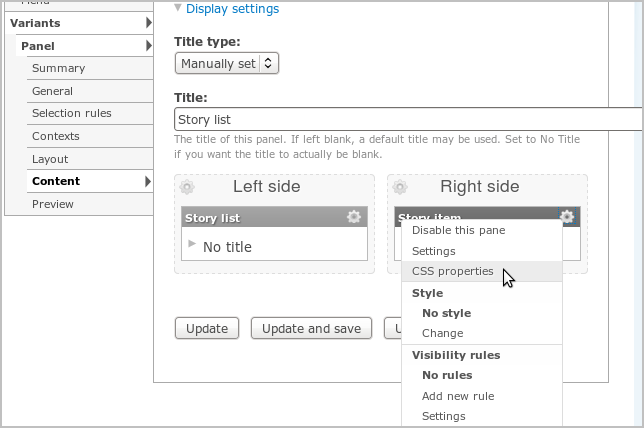 Menu
Variants
Panel
Summary
General
Selection rules
Contexts
Layout
Content
Preview
Display settings
Title type:
Manually set
Title:
Story list
The title of this panel. If left blank, a default title may be used. Set to No Title
if you want the title to actually be blank.
Left side
Story list
No title
Right side
Story item
Disable this pane
Settings
CSS properties
Style
No style
Change
Visibility rules
No rules
Add new rule
Settings
Update
Update and save